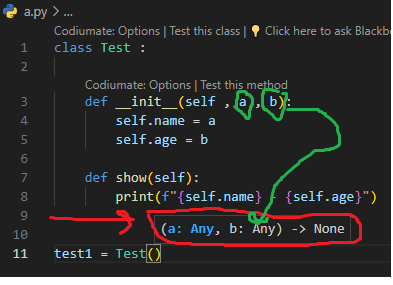 a.py > ...
Codiumate: Options | Test this class | 💡 Click here to ask Blackb
1 class Test :
2
Codiumate: Options | Test this method
3 def __init__(self ,a ,b):
4 self.name = a
5 self.age = b
6
7 def show(self):
8 print(f"{self.name} {self.age}")
9
(a: Any, b: Any) -> None
10
11 test1 = Test()